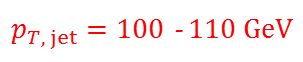 p_{T, jet} = 100 - 110 GeV